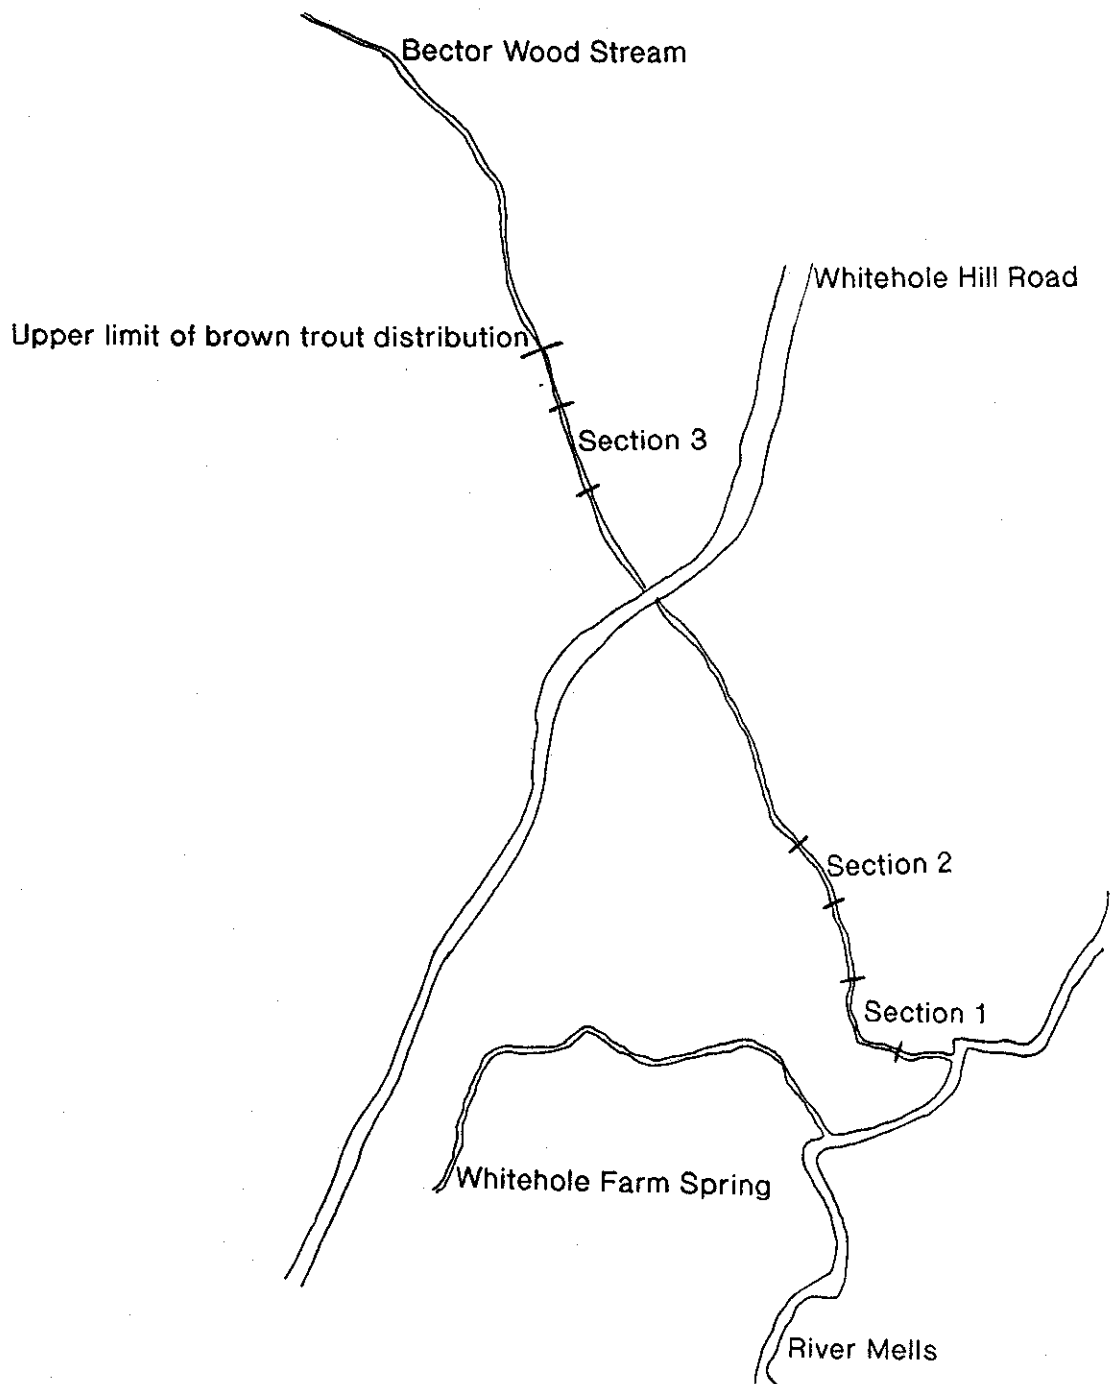 Bector Wood Stream
Whitehole Hill Road
Upper limit of brown trout distribution
Section 3
Section 2
Section 1
Whitehole Farm Spring
River Mells